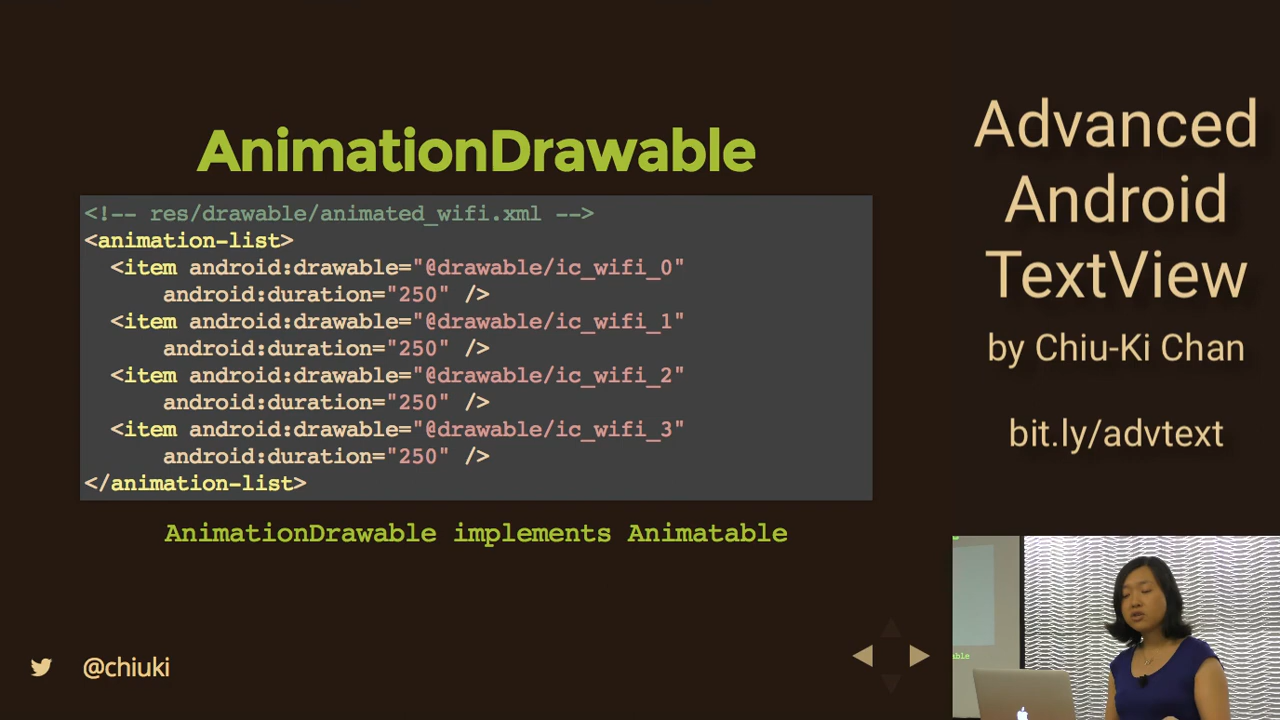 AnimationDrawable
<!-- res/drawable/animated_wifi.xml -->
<animation-list>
<item android:drawable="@drawable/ic_wifi_0"
android:duration="250" />
<item android:drawable="@drawable/ic_wifi_1"
android:duration="250" />
<item android:drawable="@drawable/ic_wifi_2"
android:duration="250" />
<item android:drawable="@drawable/ic_wifi_3"
android:duration="250" />
</animation-list>
AnimationDrawable implements Animatable
@chiuki
Advanced
Android
TextView
by Chiu-Ki Chan
bit.ly/advtext